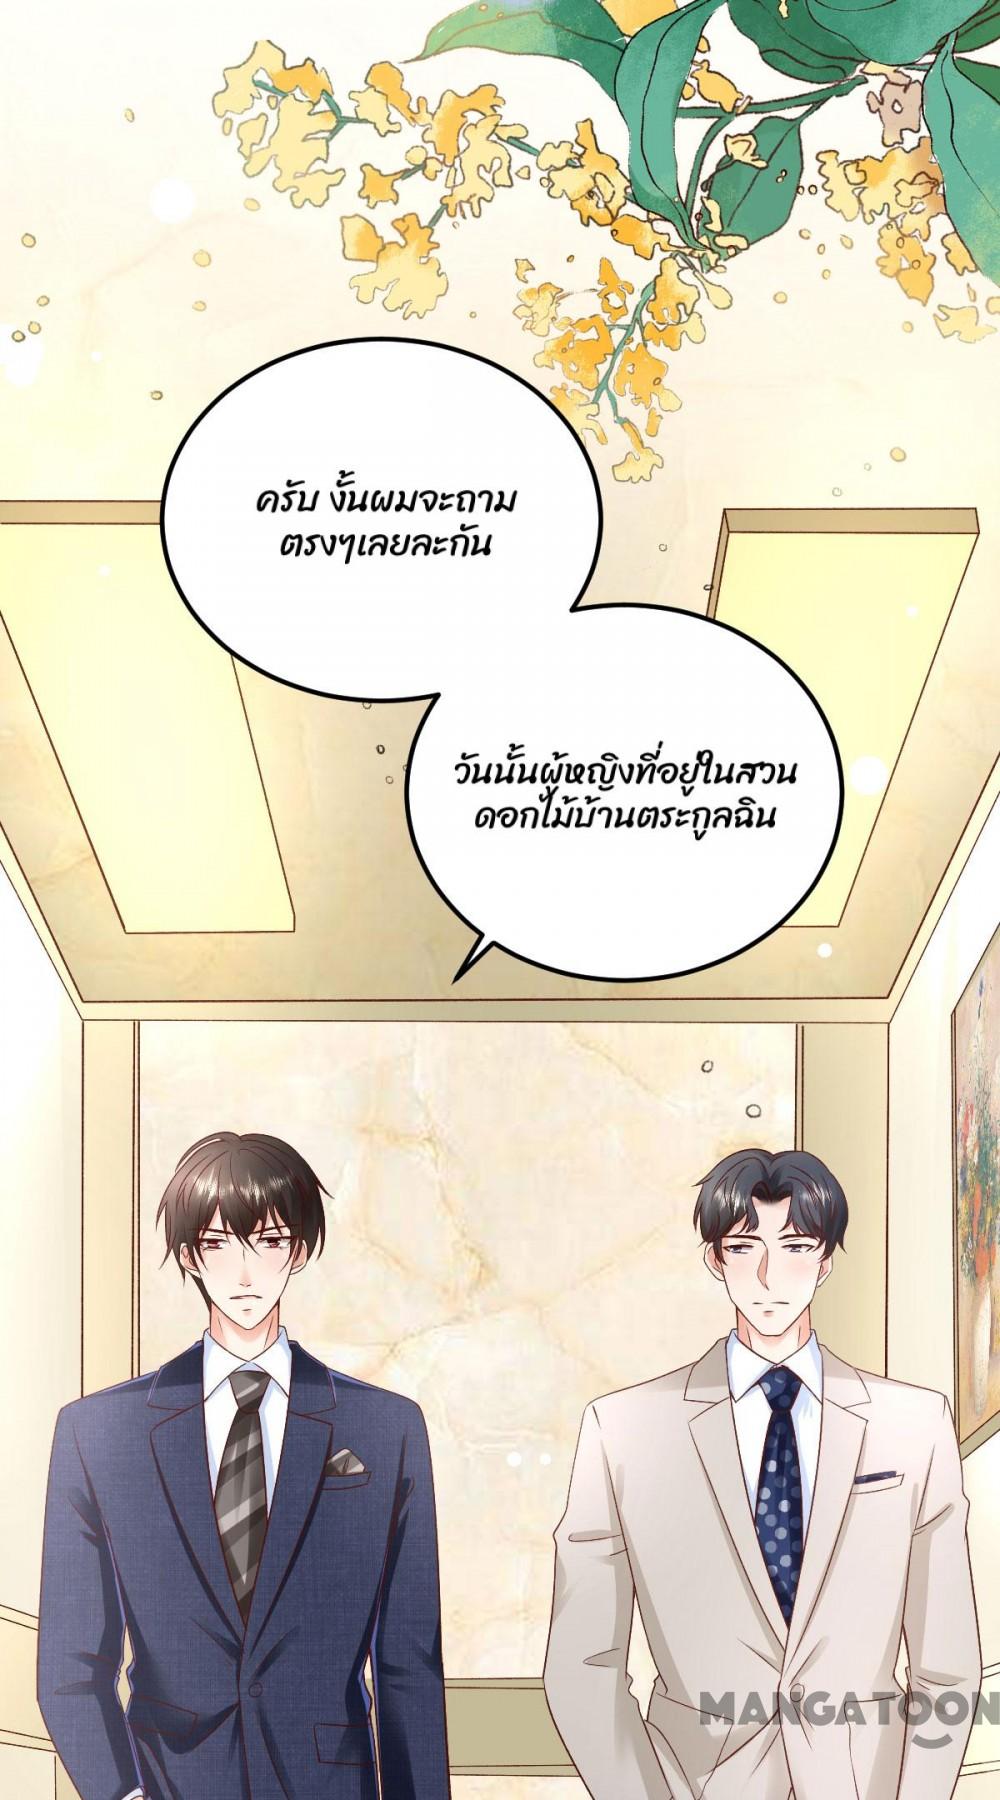 ครับ งั้นผมจะถาม
ตรงๆเลยละกัน
วันนั้นผู้หญิงที่อยู่ในสวน
ดอกไม้บ้านตระกูลฉิน
MANGATOON
MANGATOON